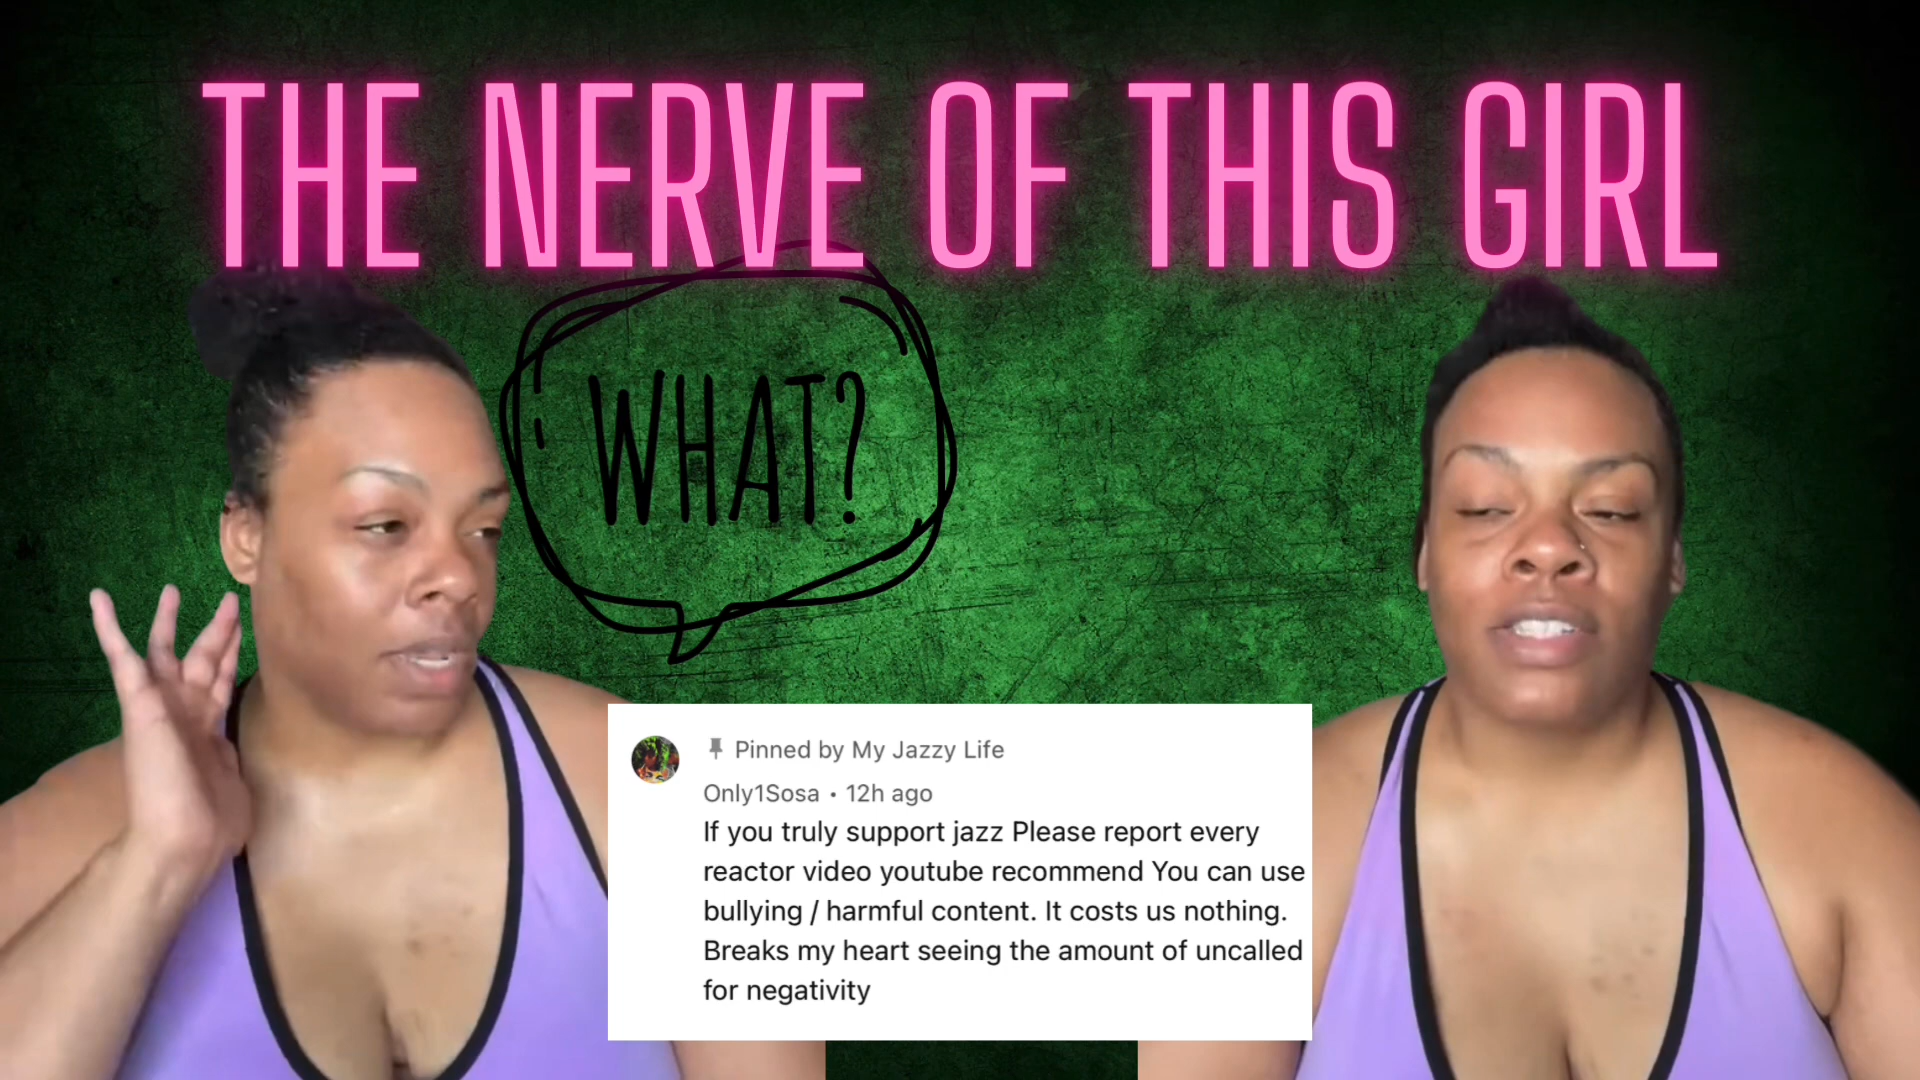 THE NERVE OF THIS GIRL
WHAT?
Pinned by My Jazzy Life
Only1Sosa • 12h ago
If you truly support jazz Please report every
reactor video youtube recommend You can use
bullying / harmful content. It costs us nothing.
Breaks my heart seeing the amount of uncalled
for negativity